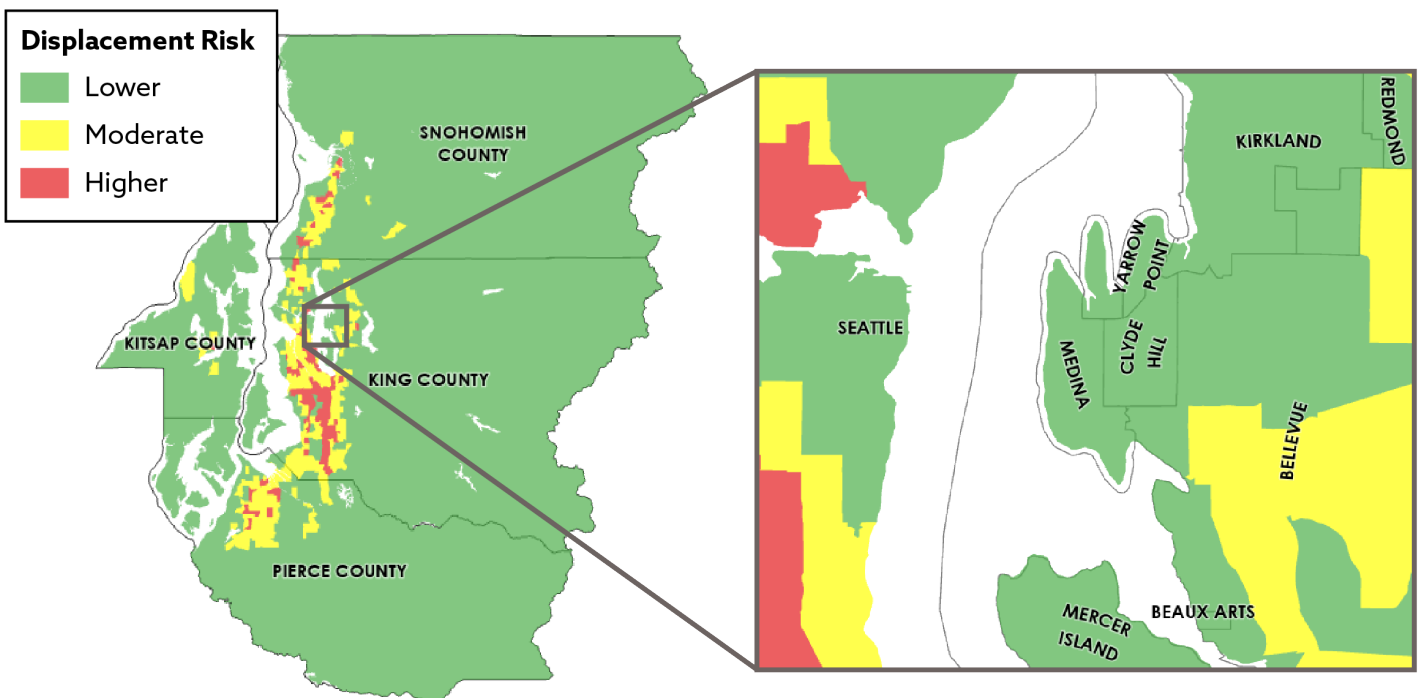 Displacement Risk
Lower
Moderate
Higher
SNOHOMISH
COUNTY
KITSAP COUNTY
KING COUNTY
PIERCE COUNTY
KIRKLAND
REDMOND
YARROW
POINT
SEATTLE
MEDINA
CLYDE
HILL
BELLEVUE
MERCER
ISLAND
BEAUX ARTS